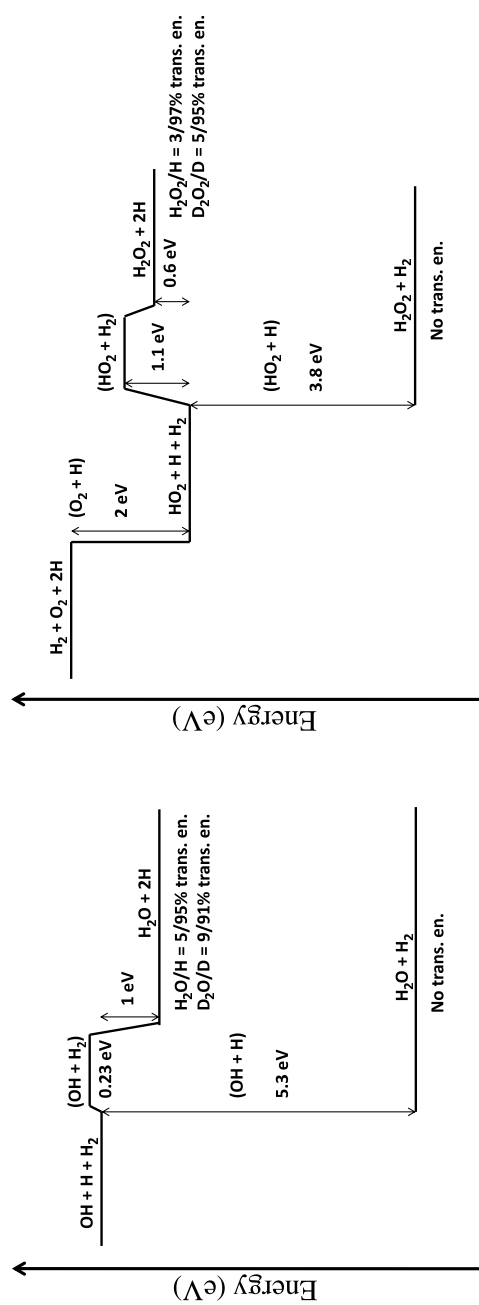 Energy (eV)
OH + H + H₂
(OH + H₂)
0.23 eV
1 eV
H₂O + 2H
H₂O/H = 5/95% trans. en.
D₂O/D = 9/91% trans. en.
(OH + H)
5.3 eV
H₂O + H₂
No trans. en.
Energy (eV)
H₂ + O₂ + 2H
(O₂ + H)
2 eV
HO₂ + H + H₂
(HO₂ + H₂)
1.1 eV
H₂O₂ + 2H
0.6 eV
H₂O₂/H = 3/97% trans. en.
D₂O₂/D = 5/95% trans. en.
(HO₂ + H)
3.8 eV
H₂O₂ + H₂
No trans. en.